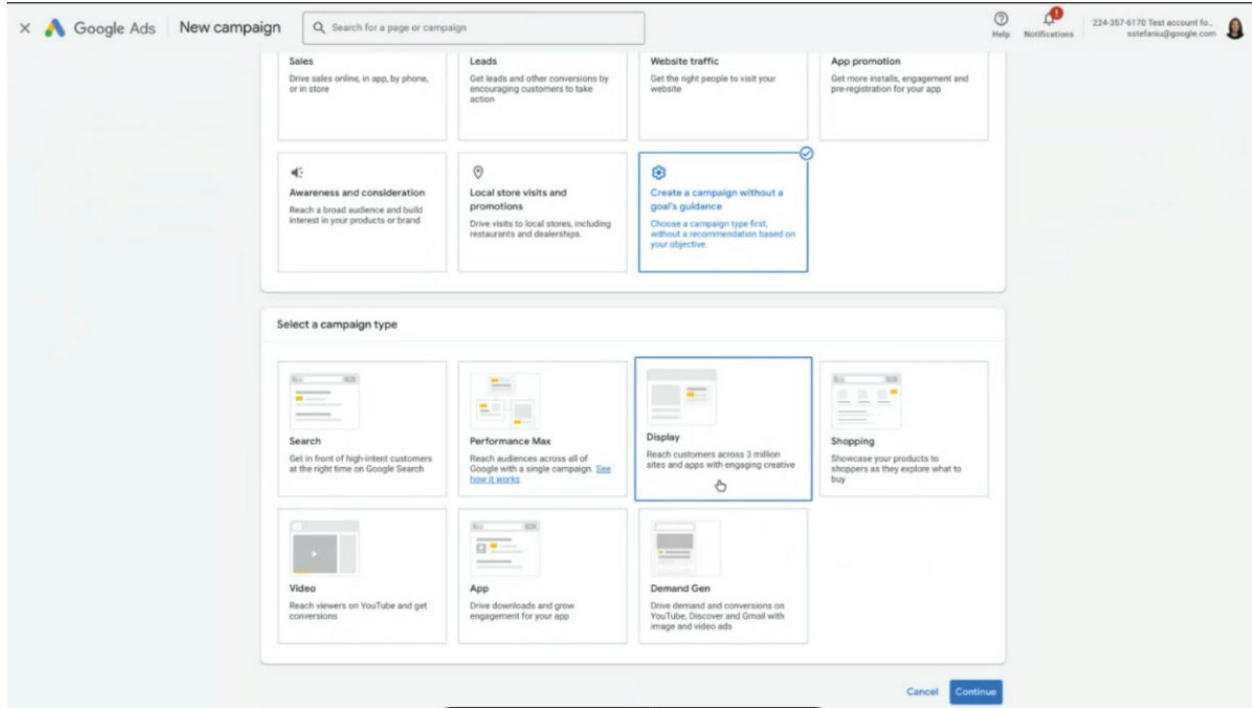 Google Ads
New campaign
Search for a page or campaign
Help
Notifications
224-357-6170 Test account fo...
sstefaniu@google.com
Sales
Drive sales online, in app, by phone,
or in store
Leads
Get leads and other conversions by
encouraging customers to take
action
Website traffic
Get the right people to visit your
website
App promotion
Get more installs, engagement and
pre-registration for your app
Awareness and consideration
Reach a broad audience and build
interest in your products or brand
Local store visits and
promotions
Drive visits to local stores, including
restaurants and dealerships.
Create a campaign without a
goal's guidance
Choose a campaign type first,
without a recommendation based on
your objective.
Select a campaign type
Search
Get in front of high-intent customers
at the right time on Google Search
Performance Max
Reach audiences across all of
Google with a single campaign. See
how it works
Display
Reach customers across 3 million
sites and apps with engaging creative
Shopping
Showcase your products to
shoppers as they explore what to
buy
Video
Reach viewers on YouTube and get
conversions
App
Drive downloads and grow
engagement for your app
Demand Gen
Drive demand and conversions on
YouTube, Discover and Gmail with
image and video ads
Cancel
Continue